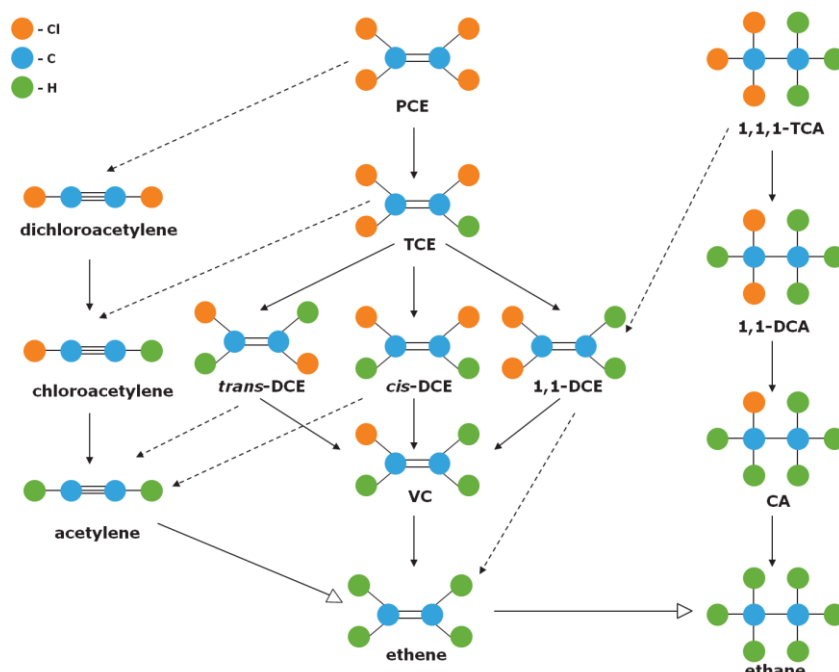 - Cl
- C
- H
PCE
1,1,1-TCA
dichloroacetylene
TCE
1,1-DCA
chloroacetylene
trans-DCE
cis-DCE
1,1-DCE
acetylene
VC
CA
ethene
ethane